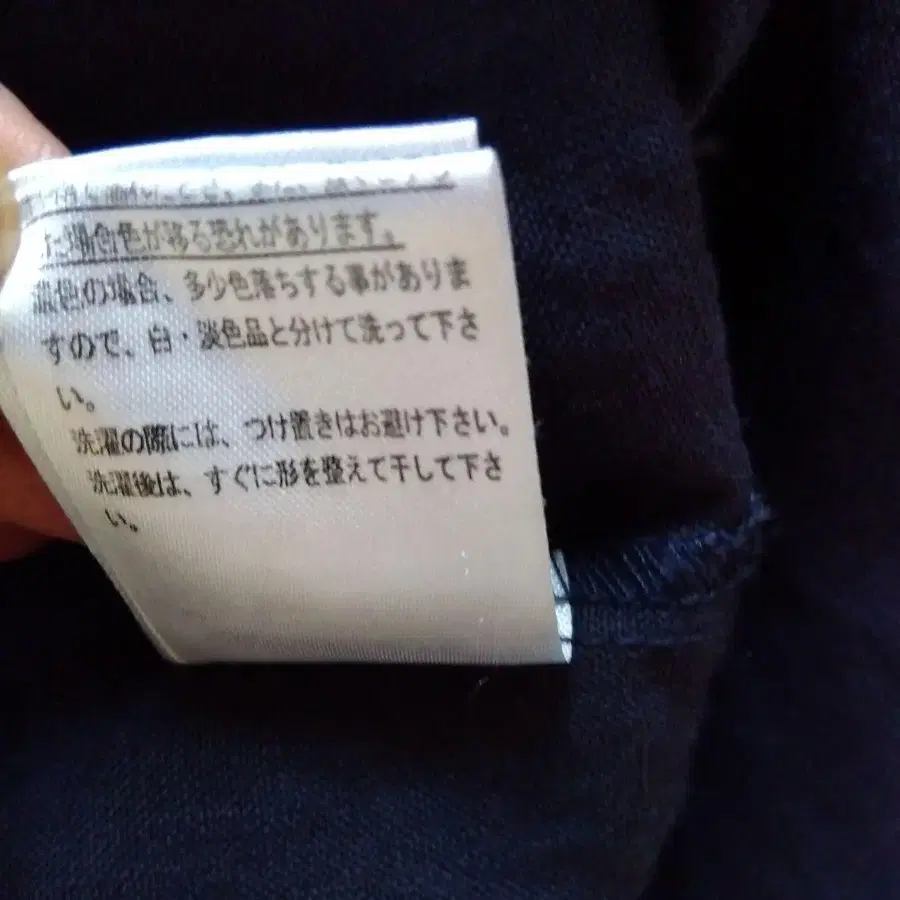 た場合色が移る恐れがあります。
濃色の場合、多少色落ちする事がありま
すので、白・淡色品と分けて洗って下さ
い。
洗濯の際には、つけ置きはお避け下さい。
洗濯後は、すぐに形を整えて干して下さ
い。